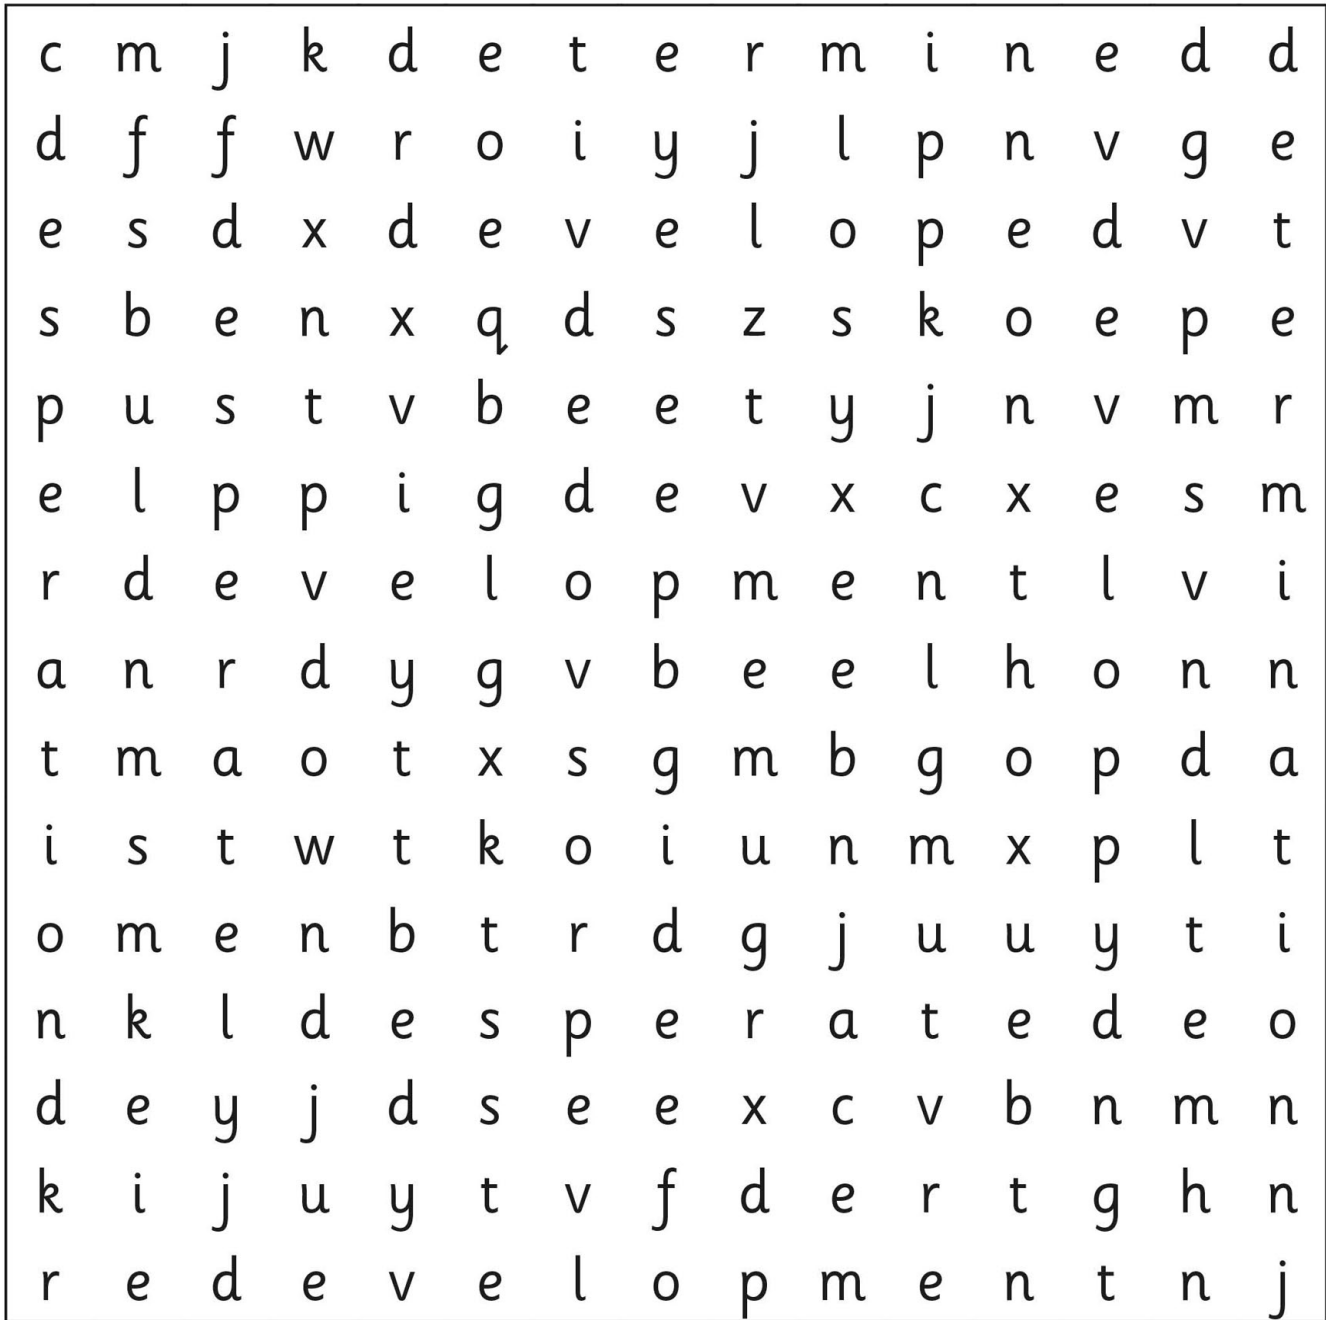 c m j k d e t e r m i n e d d
d f f w r o i y j l p n v g e
e s d x d e v e l o p e d v t
s b e n x q d s z s k o e p e
p u s t v b e e t y j n v m r
e l p p i g d e v x c x e s m
r d e v e l o p m e n t l v i
a n r d y g v b e e l h o n n
t m a o t x s g m b g o p d a
i s t w t k o i u n m x p l t
o m e n b t r d g j u u y t i
n k l d e s p e r a t e d e o
d e y j d s e e x c v b n m n
k i j u y t v f d e r t g h n
r e d e v e l o p m e n t n j